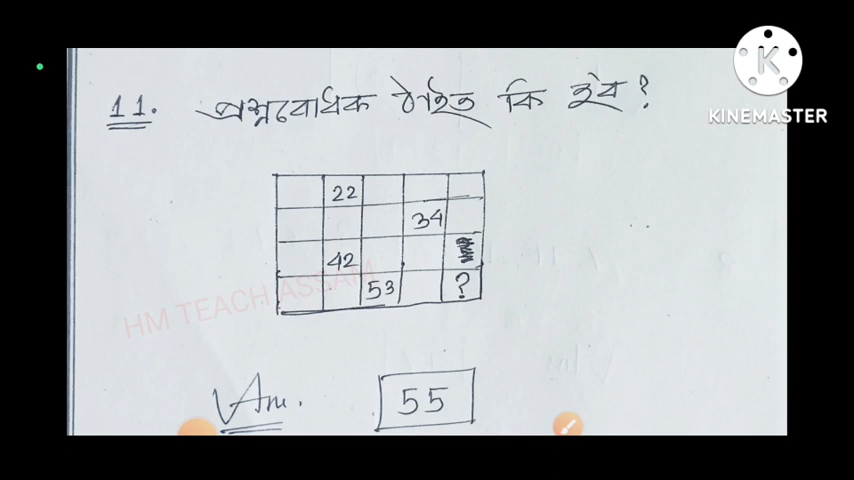 11. প্ৰশ্নবোধক ঠাইত কি হ'ব ?
KINEMASTER
22
34
42
53 ?
HM TEACH ASSAM
Ans. 55